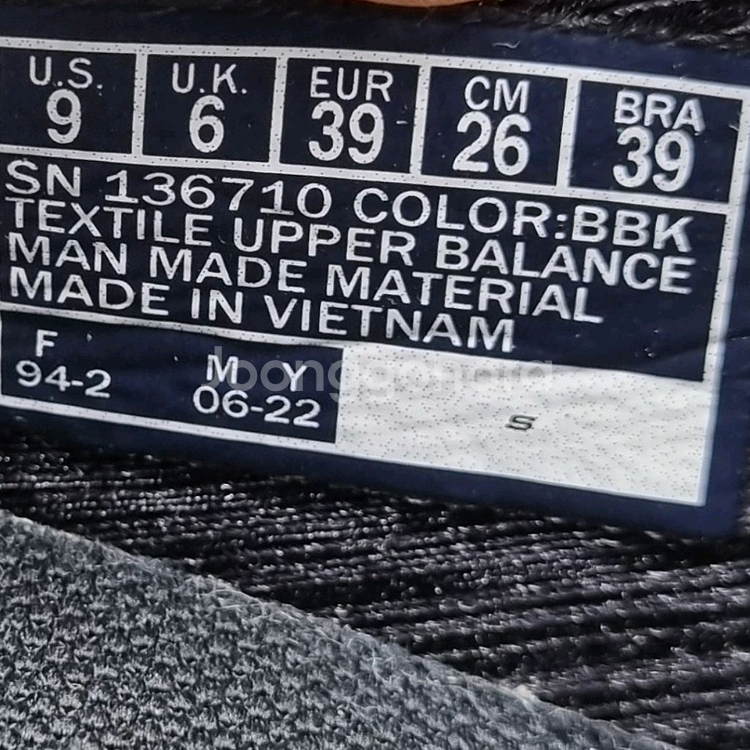 U.S. U.K. EUR CM BRA
9 6 39 26 39
SN 136710 COLOR:BBK
TEXTILE UPPER BALANCE
MAN MADE MATERIAL
MADE IN VIETNAM
F M Y
94-2 06-22
Joonggonara
S